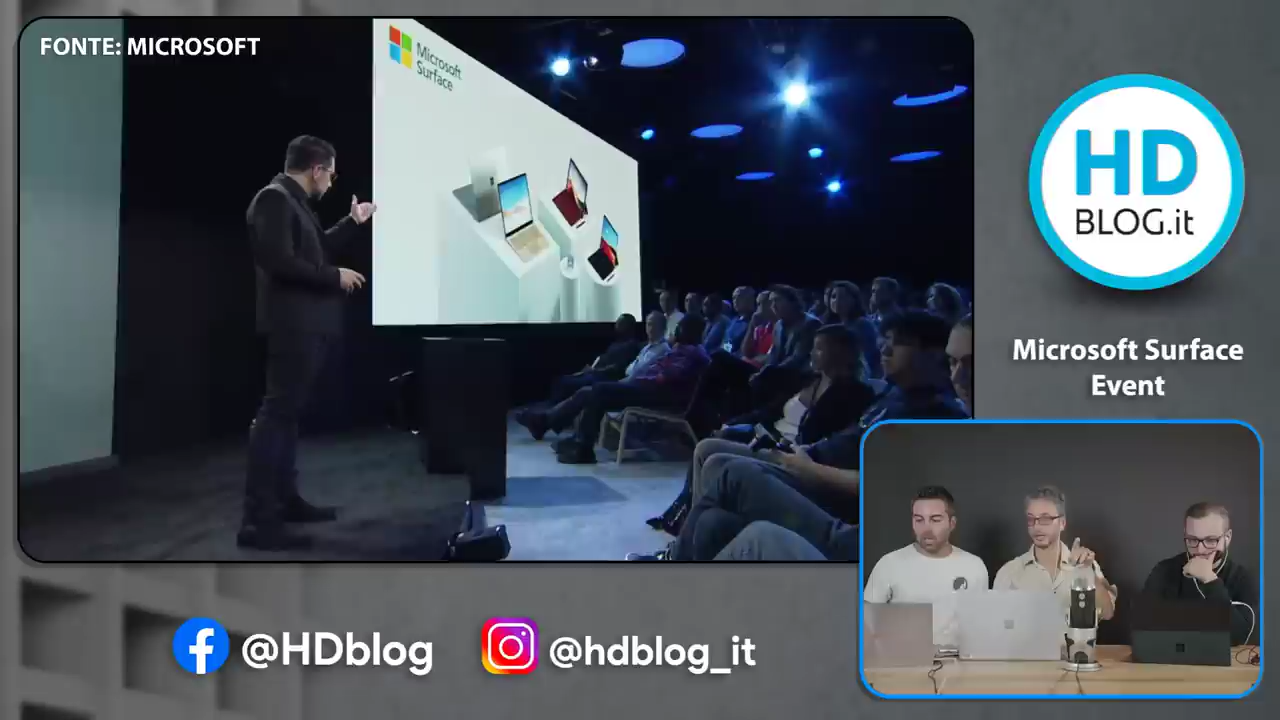 FONTE: MICROSOFT
Microsoft
Surface
HD
BLOG.it
Microsoft Surface
Event
@HDblog
@hdblog_it